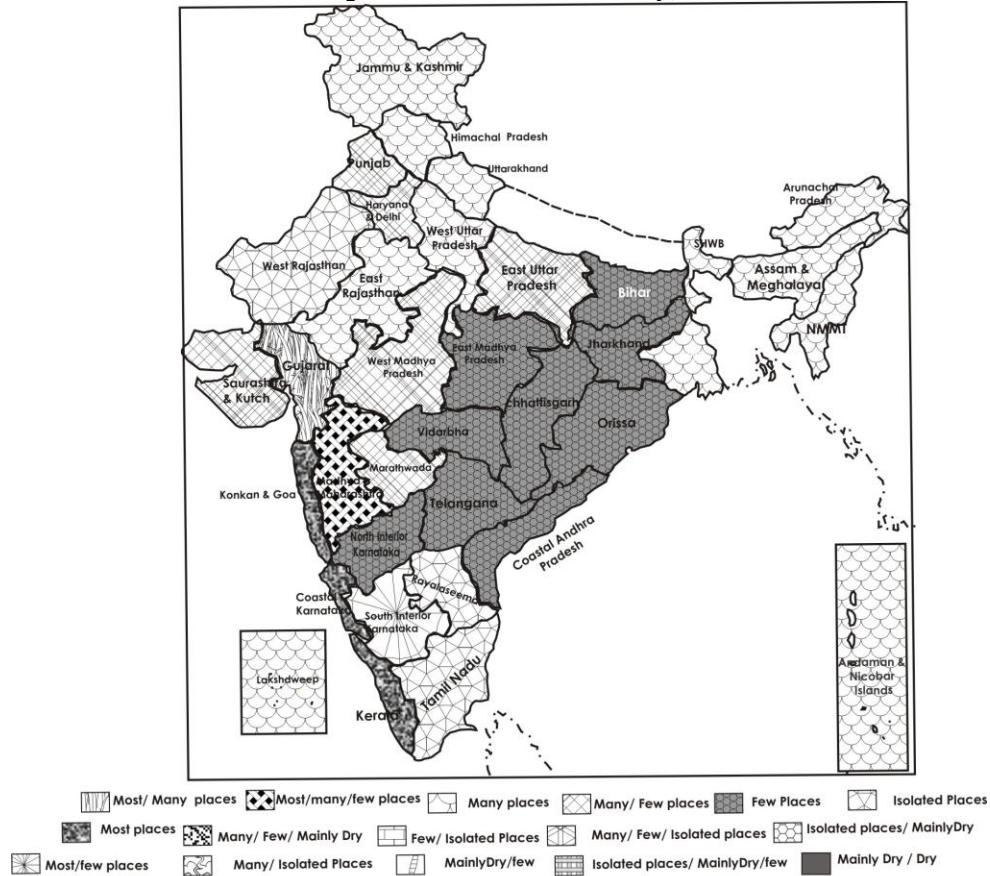 Jammu & Kashmir
Himachal Pradesh
Punjab
Uttarakhand
Haryana
& Delhi
Arunachal
Pradesh
West Uttar
Pradesh
SHWB
West Rajasthan
East
Rajasthan
East Uttar
Pradesh
Assam &
Meghalaya
Bihar
NMMT
Gujarat
West Madhya
Pradesh
East Madhya
Pradesh
Jharkhand
Saurashtra
& Kutch
Chhattisgarh
Orissa
Vidarbha
Marathwada
Madhya
Maharashtra
Konkan & Goa
Telangana
North Interior
Karnataka
Coastal Andhra
Pradesh
Rayalaseema
Coastal
Karnataka
South Interior
Karnataka
Lakshdweep
Tamil Nadu
Kerala
Andaman &
Nicobar
Islands
Most/ Many places Most/many/few places Many places Many/ Few places Few Places Isolated Places
Most places Many/ Few/ Mainly Dry Few/ Isolated Places Many/ Few/ Isolated places Isolated places/ MainlyDry
Most/few places Many/ Isolated Places MainlyDry/few Isolated places/ MainlyDry/few Mainly Dry / Dry